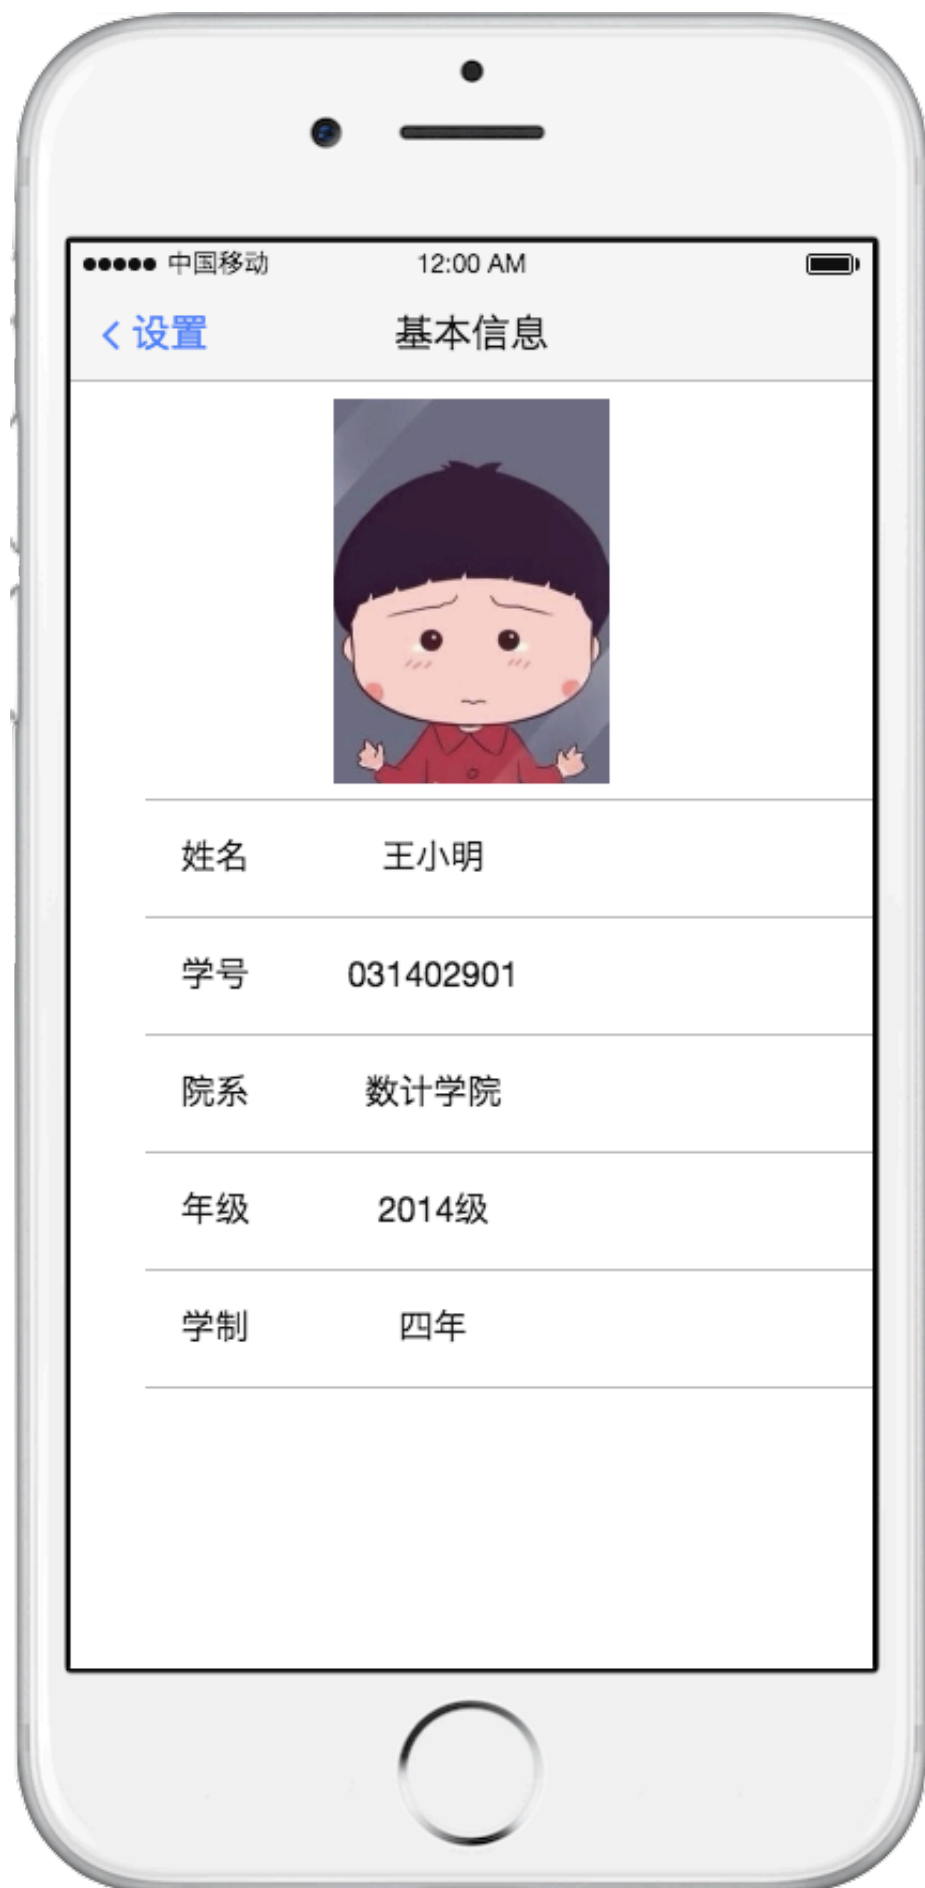 中国移动 12:00 AM
< 设置 基本信息
姓名 王小明
学号 031402901
院系 数计学院
年级 2014级
学制 四年